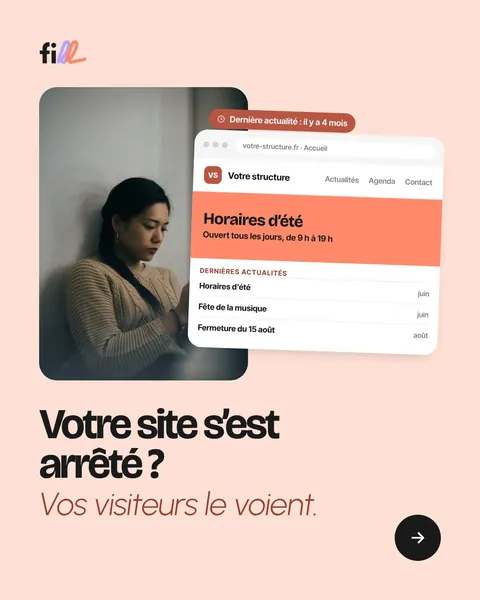 fill
Dernière actualité : il y a 4 mois
votre-structure.fr · Accueil
VS
Votre structure
Actualités
Agenda
Contact
Horaires d'été
Ouvert tous les jours, de 9 h à 19 h
DERNIÈRES ACTUALITÉS
Horaires d'été
juin
Fête de la musique
juin
Fermeture du 15 août
août
Votre site s'est
arrêté ?
Vos visiteurs le voient.